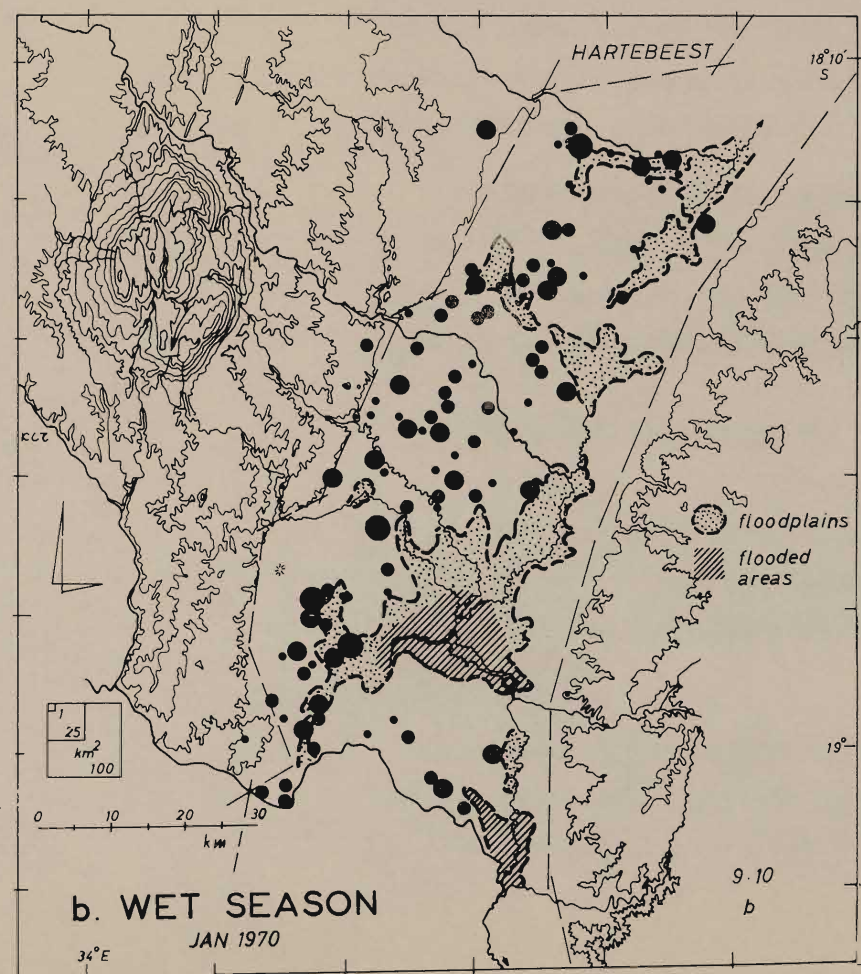 HARTEBEEST
18°10'
S
floodplains
flooded
areas
1
25
km²
100
0 10 20 30
km
19°
9·10
b
b. WET SEASON
JAN 1970
34°E